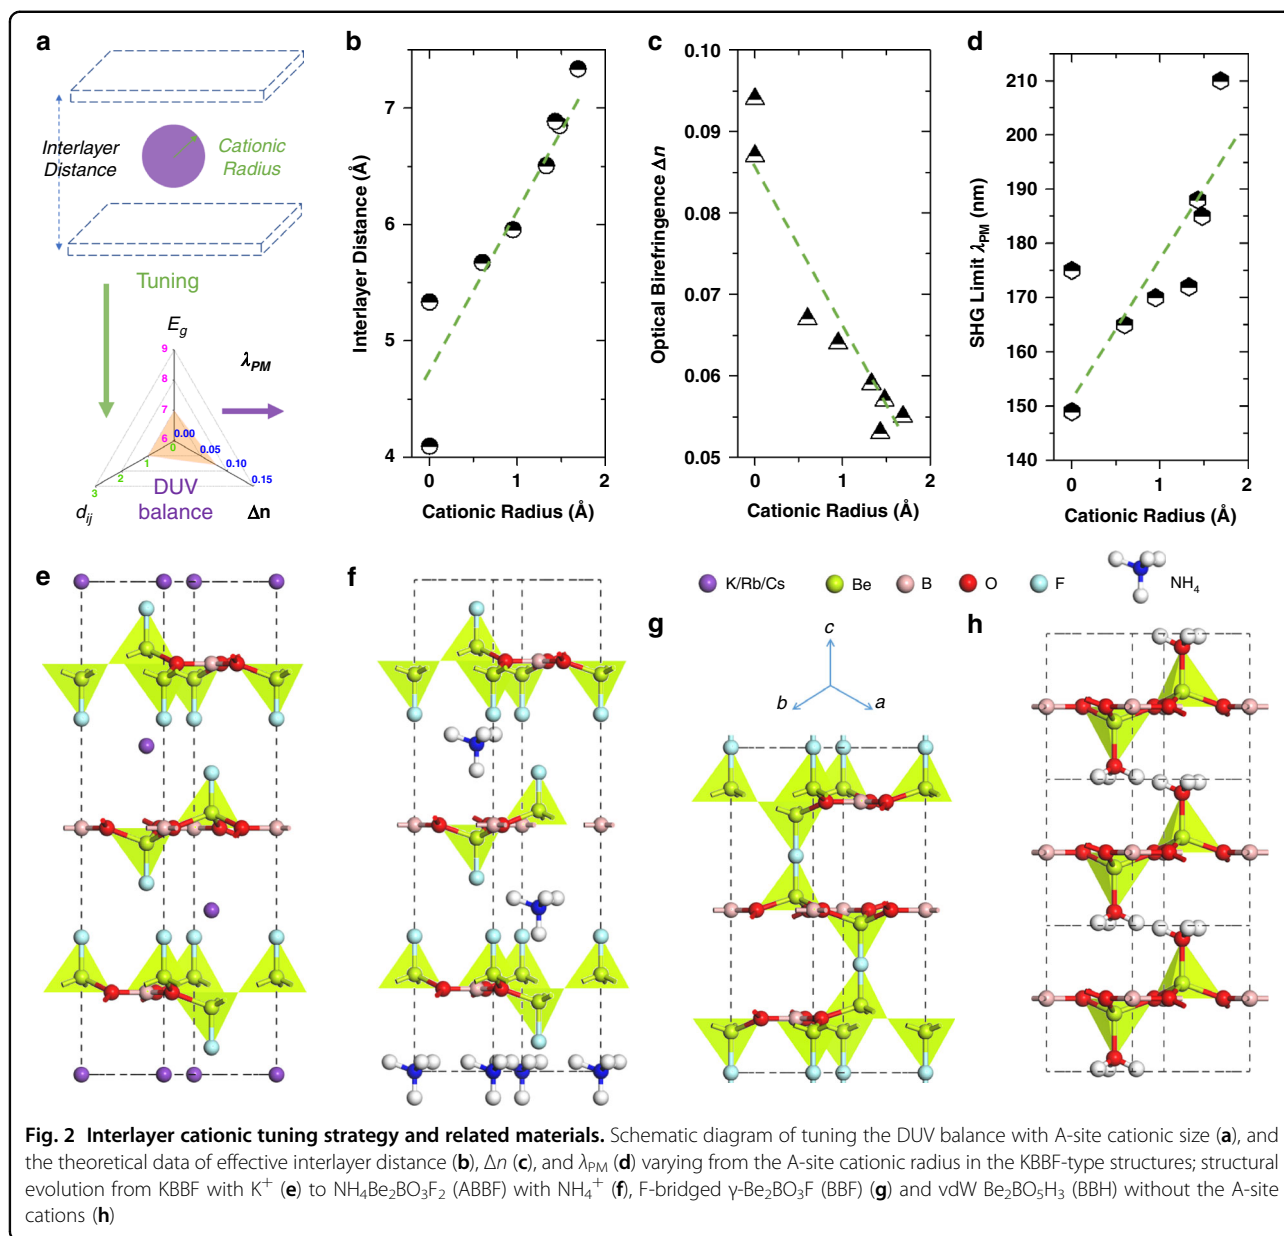 a
Interlayer
Distance
Cationic
Radius
Tuning
E_g
λ_PM
9
8
7
6
0.00
0.05
0.10
0.15
0
1
2
3
DUV
balance
d_ij
Δn
b
Interlayer Distance (Å)
7
6
5
4
0 1 2
Cationic Radius (Å)
c
Optical Birefringence Δn
0.10
0.09
0.08
0.07
0.06
0.05
0 1 2
Cationic Radius (Å)
d
SHG Limit λ_PM (nm)
210
200
190
180
170
160
150
140
0 1 2
Cationic Radius (Å)
e
f
K/Rb/Cs Be B O F NH₄
g
c
b
a
h
Fig. 2 Interlayer cationic tuning strategy and related materials. Schematic diagram of tuning the DUV balance with A-site cationic size (a), and
the theoretical data of effective interlayer distance (b), Δn (c), and λ_PM (d) varying from the A-site cationic radius in the KBBF-type structures; structural
evolution from KBBF with K⁺ (e) to NH₄Be₂BO₃F₂ (ABBF) with NH₄⁺ (f), F-bridged γ-Be₂BO₃F (BBF) (g) and vdW Be₂BO₅H₃ (BBH) without the A-site
cations (h)